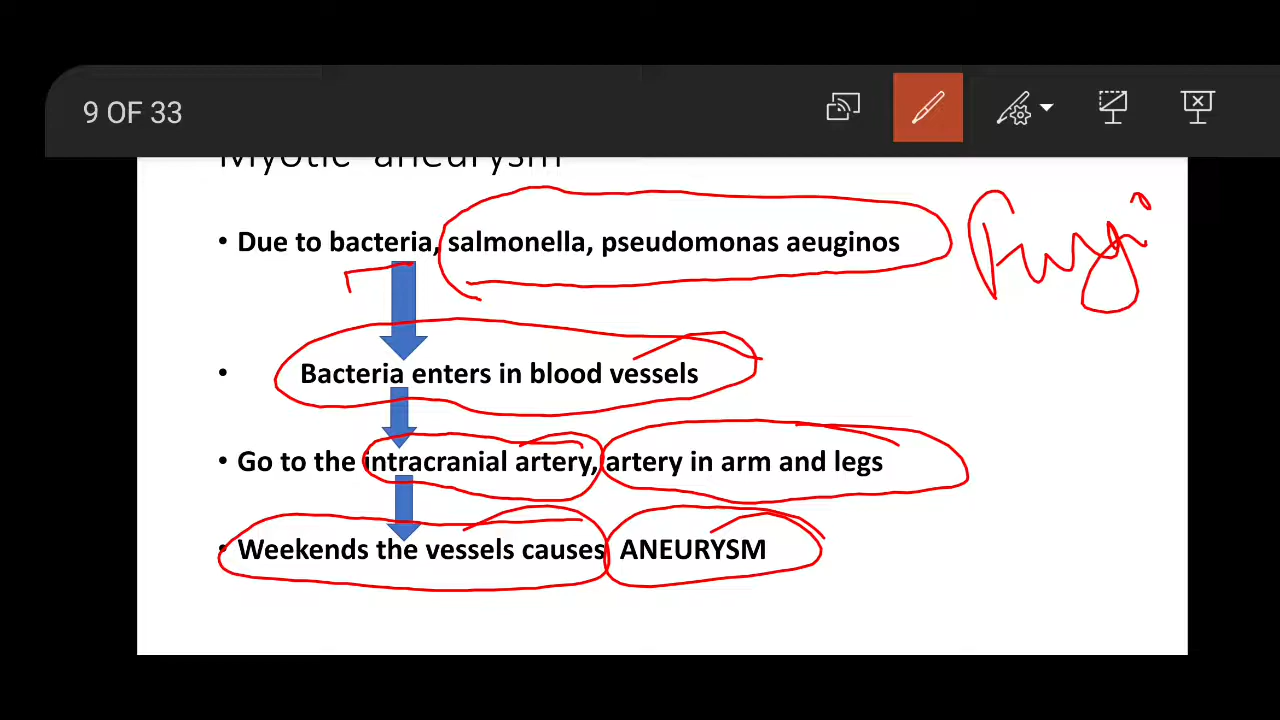 9 OF 33
Myotic aneurysm
• Due to bacteria, salmonella, pseudomonas aeuginos
Fungi
• Bacteria enters in blood vessels
• Go to the intracranial artery, artery in arm and legs
• Weekends the vessels causes ANEURYSM